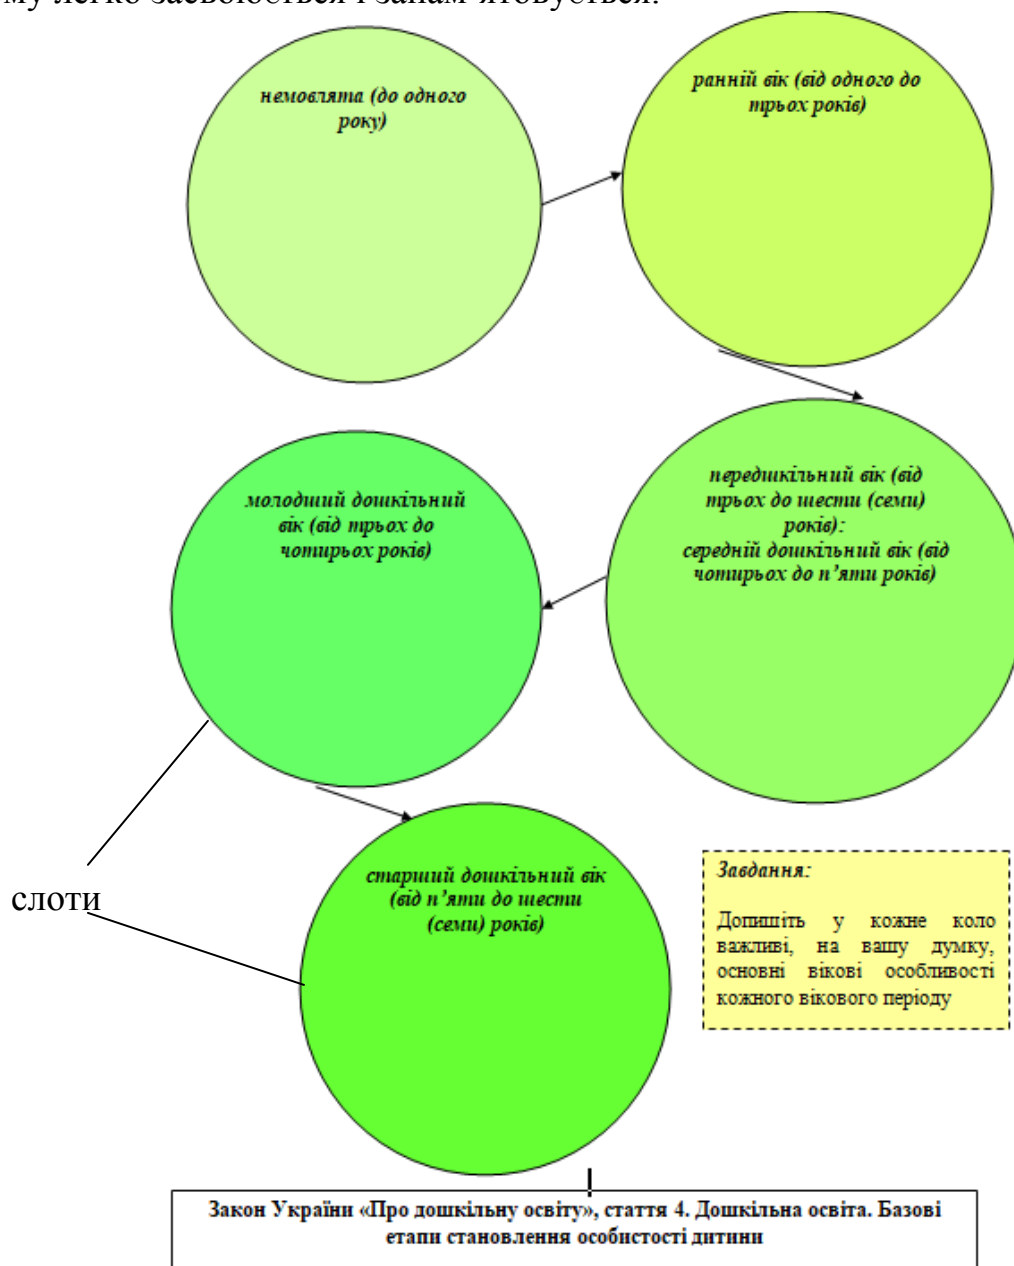 му легко засвоюється і запам'ятовується.
немовлята (до одного
року)
ранній вік (від одного до
трьох років)
передшкільний вік (від
трьох до шести (семи)
років):
середній дошкільний вік (від
чотирьох до п’яти років)
молодший дошкільний
вік (від трьох до
чотирьох років)
слоти
старший дошкільний вік
(від п’яти до шести
(семи) років)
Завдання:
Допишіть у кожне коло
важливі, на вашу думку,
основні вікові особливості
кожного вікового періоду
Закон України «Про дошкільну освіту», стаття 4. Дошкільна освіта. Базові
етапи становлення особистості дитини